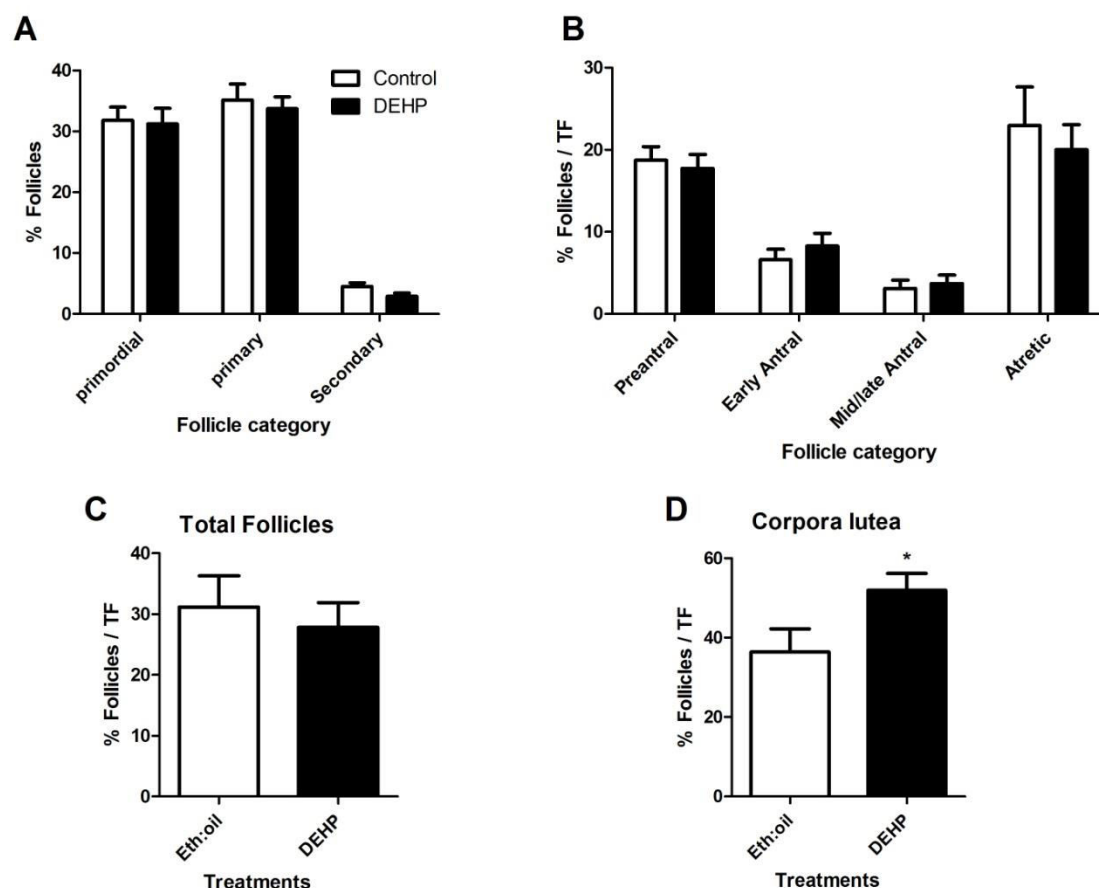 A
% Follicles
40
30
20
10
0
Control
DEHP
primordial
primary
Secondary
Follicle category
B
% Follicles / TF
30
20
10
0
Preantral
Early Antral
Mid/late Antral
Atretic
Follicle category
C
Total Follicles
% Follicles / TF
40
30
20
10
0
Eth:oil
DEHP
Treatments
D
Corpora lutea
% Follicles / TF
60
40
20
0
*
Eth:oil
DEHP
Treatments